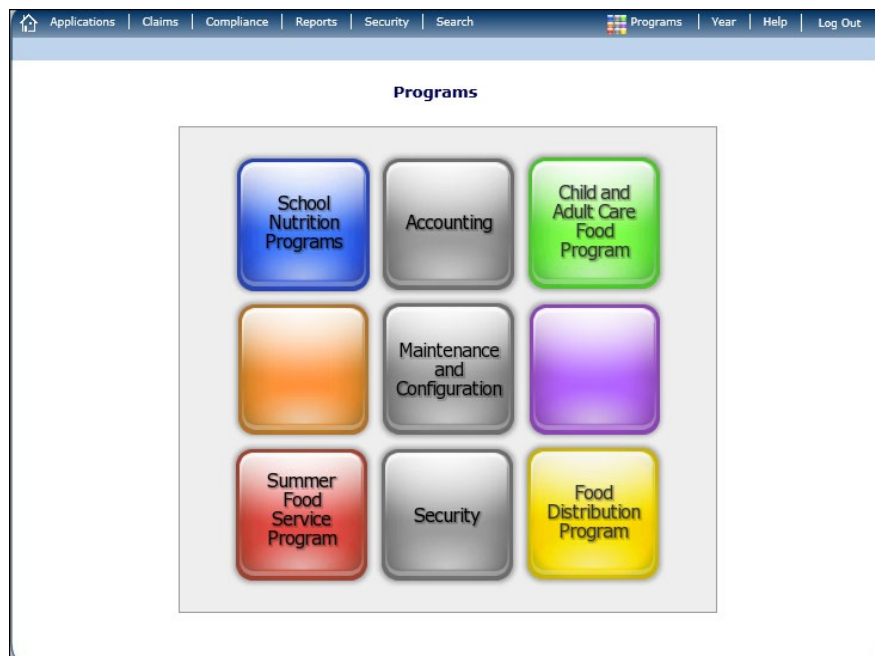 Applications | Claims | Compliance | Reports | Security | Search Programs | Year | Help | Log Out
Programs
School
Nutrition
Programs
Accounting
Child and
Adult Care
Food
Program
Maintenance
and
Configuration
Summer
Food
Service
Program
Security
Food
Distribution
Program